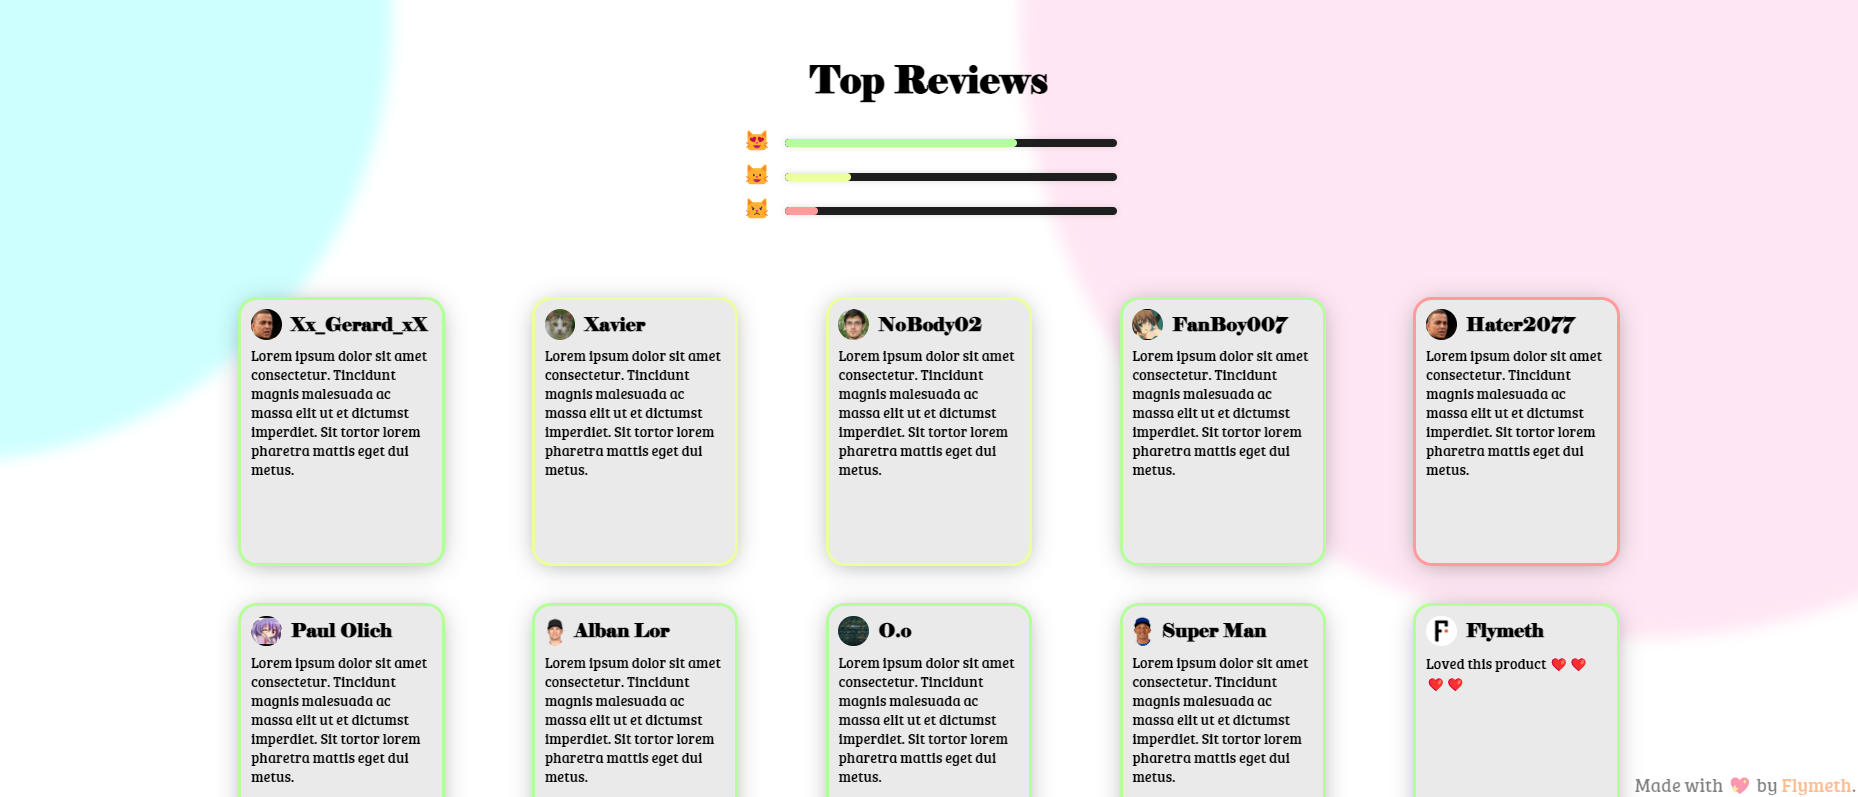 Top Reviews
Xx_Gerard_xX
Lorem ipsum dolor sit amet
consectetur. Tincidunt
magnis malesuada ac
massa elit ut et dictumst
imperdiet. Sit tortor lorem
pharetra mattis eget dui
metus.
Xavier
Lorem ipsum dolor sit amet
consectetur. Tincidunt
magnis malesuada ac
massa elit ut et dictumst
imperdiet. Sit tortor lorem
pharetra mattis eget dui
metus.
NoBody02
Lorem ipsum dolor sit amet
consectetur. Tincidunt
magnis malesuada ac
massa elit ut et dictumst
imperdiet. Sit tortor lorem
pharetra mattis eget dui
metus.
FanBoy007
Lorem ipsum dolor sit amet
consectetur. Tincidunt
magnis malesuada ac
massa elit ut et dictumst
imperdiet. Sit tortor lorem
pharetra mattis eget dui
metus.
Hater2077
Lorem ipsum dolor sit amet
consectetur. Tincidunt
magnis malesuada ac
massa elit ut et dictumst
imperdiet. Sit tortor lorem
pharetra mattis eget dui
metus.
Paul Olich
Lorem ipsum dolor sit amet
consectetur. Tincidunt
magnis malesuada ac
massa elit ut et dictumst
imperdiet. Sit tortor lorem
pharetra mattis eget dui
metus.
Alban Lor
Lorem ipsum dolor sit amet
consectetur. Tincidunt
magnis malesuada ac
massa elit ut et dictumst
imperdiet. Sit tortor lorem
pharetra mattis eget dui
metus.
O.o
Lorem ipsum dolor sit amet
consectetur. Tincidunt
magnis malesuada ac
massa elit ut et dictumst
imperdiet. Sit tortor lorem
pharetra mattis eget dui
metus.
Super Man
Lorem ipsum dolor sit amet
consectetur. Tincidunt
magnis malesuada ac
massa elit ut et dictumst
imperdiet. Sit tortor lorem
pharetra mattis eget dui
metus.
F
Flymeth
Loved this product ❤️ ❤️
❤️ ❤️
Made with 💖 by Flymeth.